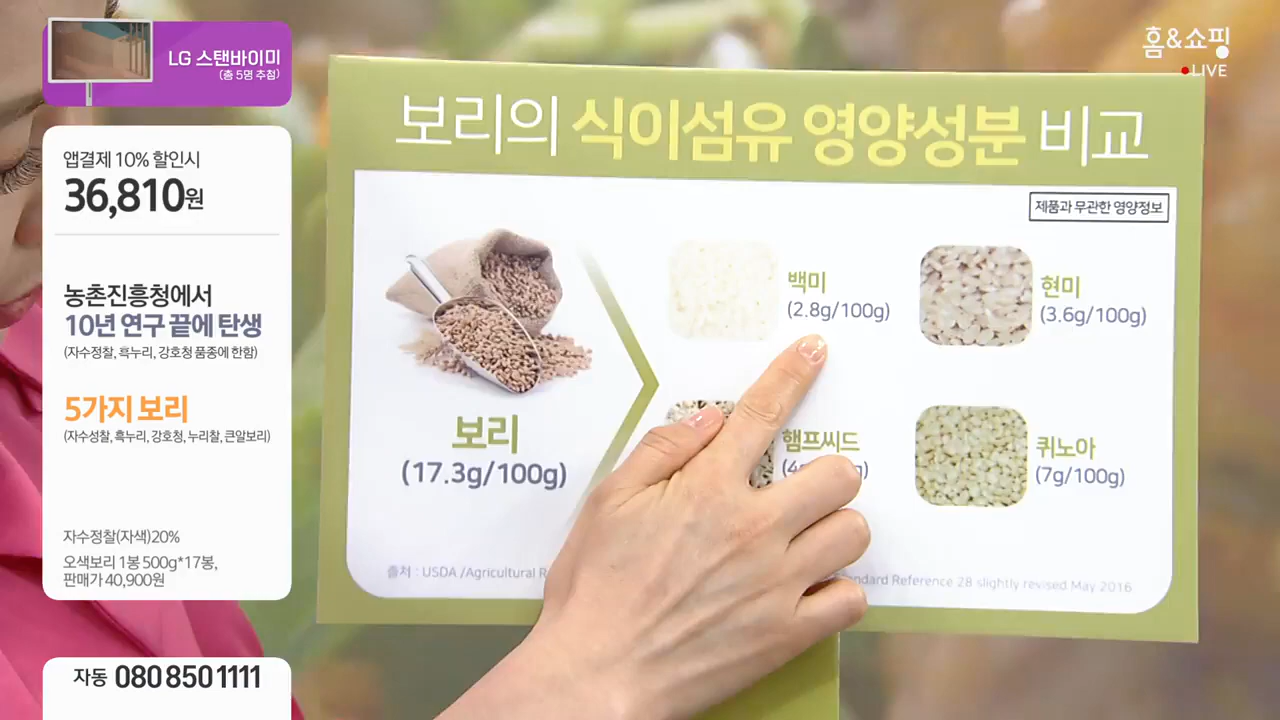 LG 스탠바이미
(총 5명 추첨)
앱결제 10% 할인시
36,810원
농촌진흥청에서
10년 연구 끝에 탄생
(자수정찰, 흑누리, 강호청 품종에 한함)
5가지 보리
(자수성찰, 흑누리, 강호청, 누리찰, 큰알보리)
자수정찰(자색)20%
오색보리 1봉 500g*17봉,
판매가 40,900원
자동 080 850 1111
홈&쇼핑
LIVE
보리의 식이섬유 영양성분 비교
제품과 무관한 영양정보
백미
(2.8g/100g)
현미
(3.6g/100g)
보리
(17.3g/100g)
햄프씨드
퀴노아
(7g/100g)
출처 : USDA /Agricultural
Reference 28 slightly revised May 2016